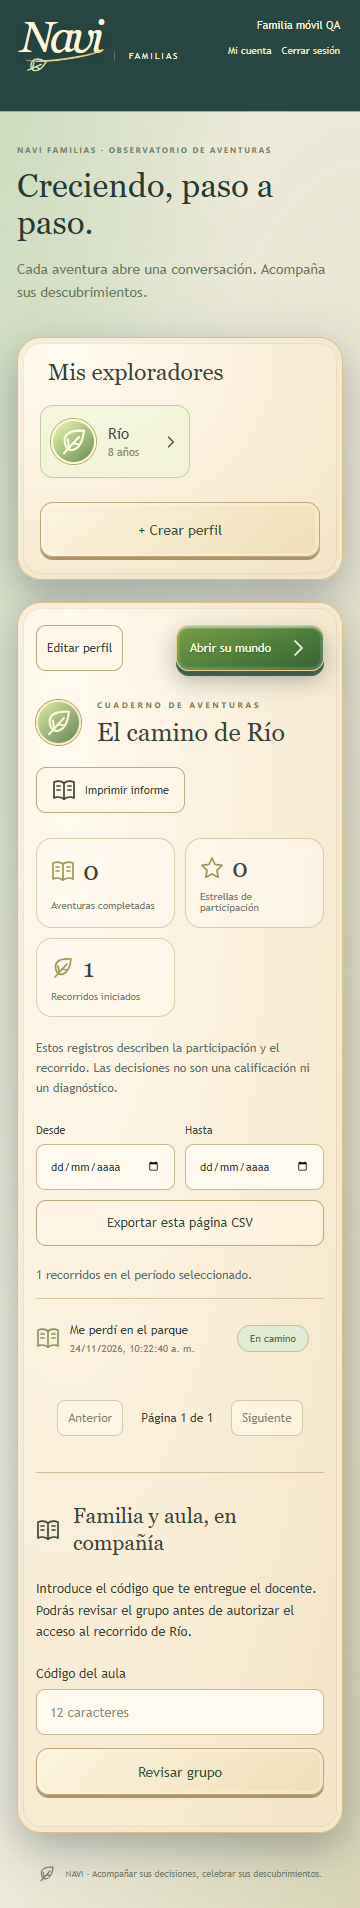 Navi
FAMILIAS
Familia móvil QA
Mi cuenta Cerrar sesión
NAVI FAMILIAS · OBSERVATORIO DE AVENTURAS
Creciendo, paso a
paso.
Cada aventura abre una conversación. Acompaña
sus descubrimientos.
Mis exploradores
Río
8 años
+ Crear perfil
Editar perfil
Abrir su mundo
CUADERNO DE AVENTURAS
El camino de Río
Imprimir informe
0
Aventuras completadas
0
Estrellas de
participación
1
Recorridos iniciados
Estos registros describen la participación y el
recorrido. Las decisiones no son una calificación ni
un diagnóstico.
Desde
Hasta
dd/mm/aaaa
dd/mm/aaaa
Exportar esta página CSV
1 recorridos en el período seleccionado.
Me perdí en el parque
24/11/2026, 10:22:40 a. m.
En camino
Anterior
Página 1 de 1
Siguiente
Familia y aula, en
compañía
Introduce el código que te entregue el docente.
Podrás revisar el grupo antes de autorizar el
acceso al recorrido de Río.
Código del aula
12 caracteres
Revisar grupo
NAVI · Acompañar sus decisiones, celebrar sus descubrimientos.